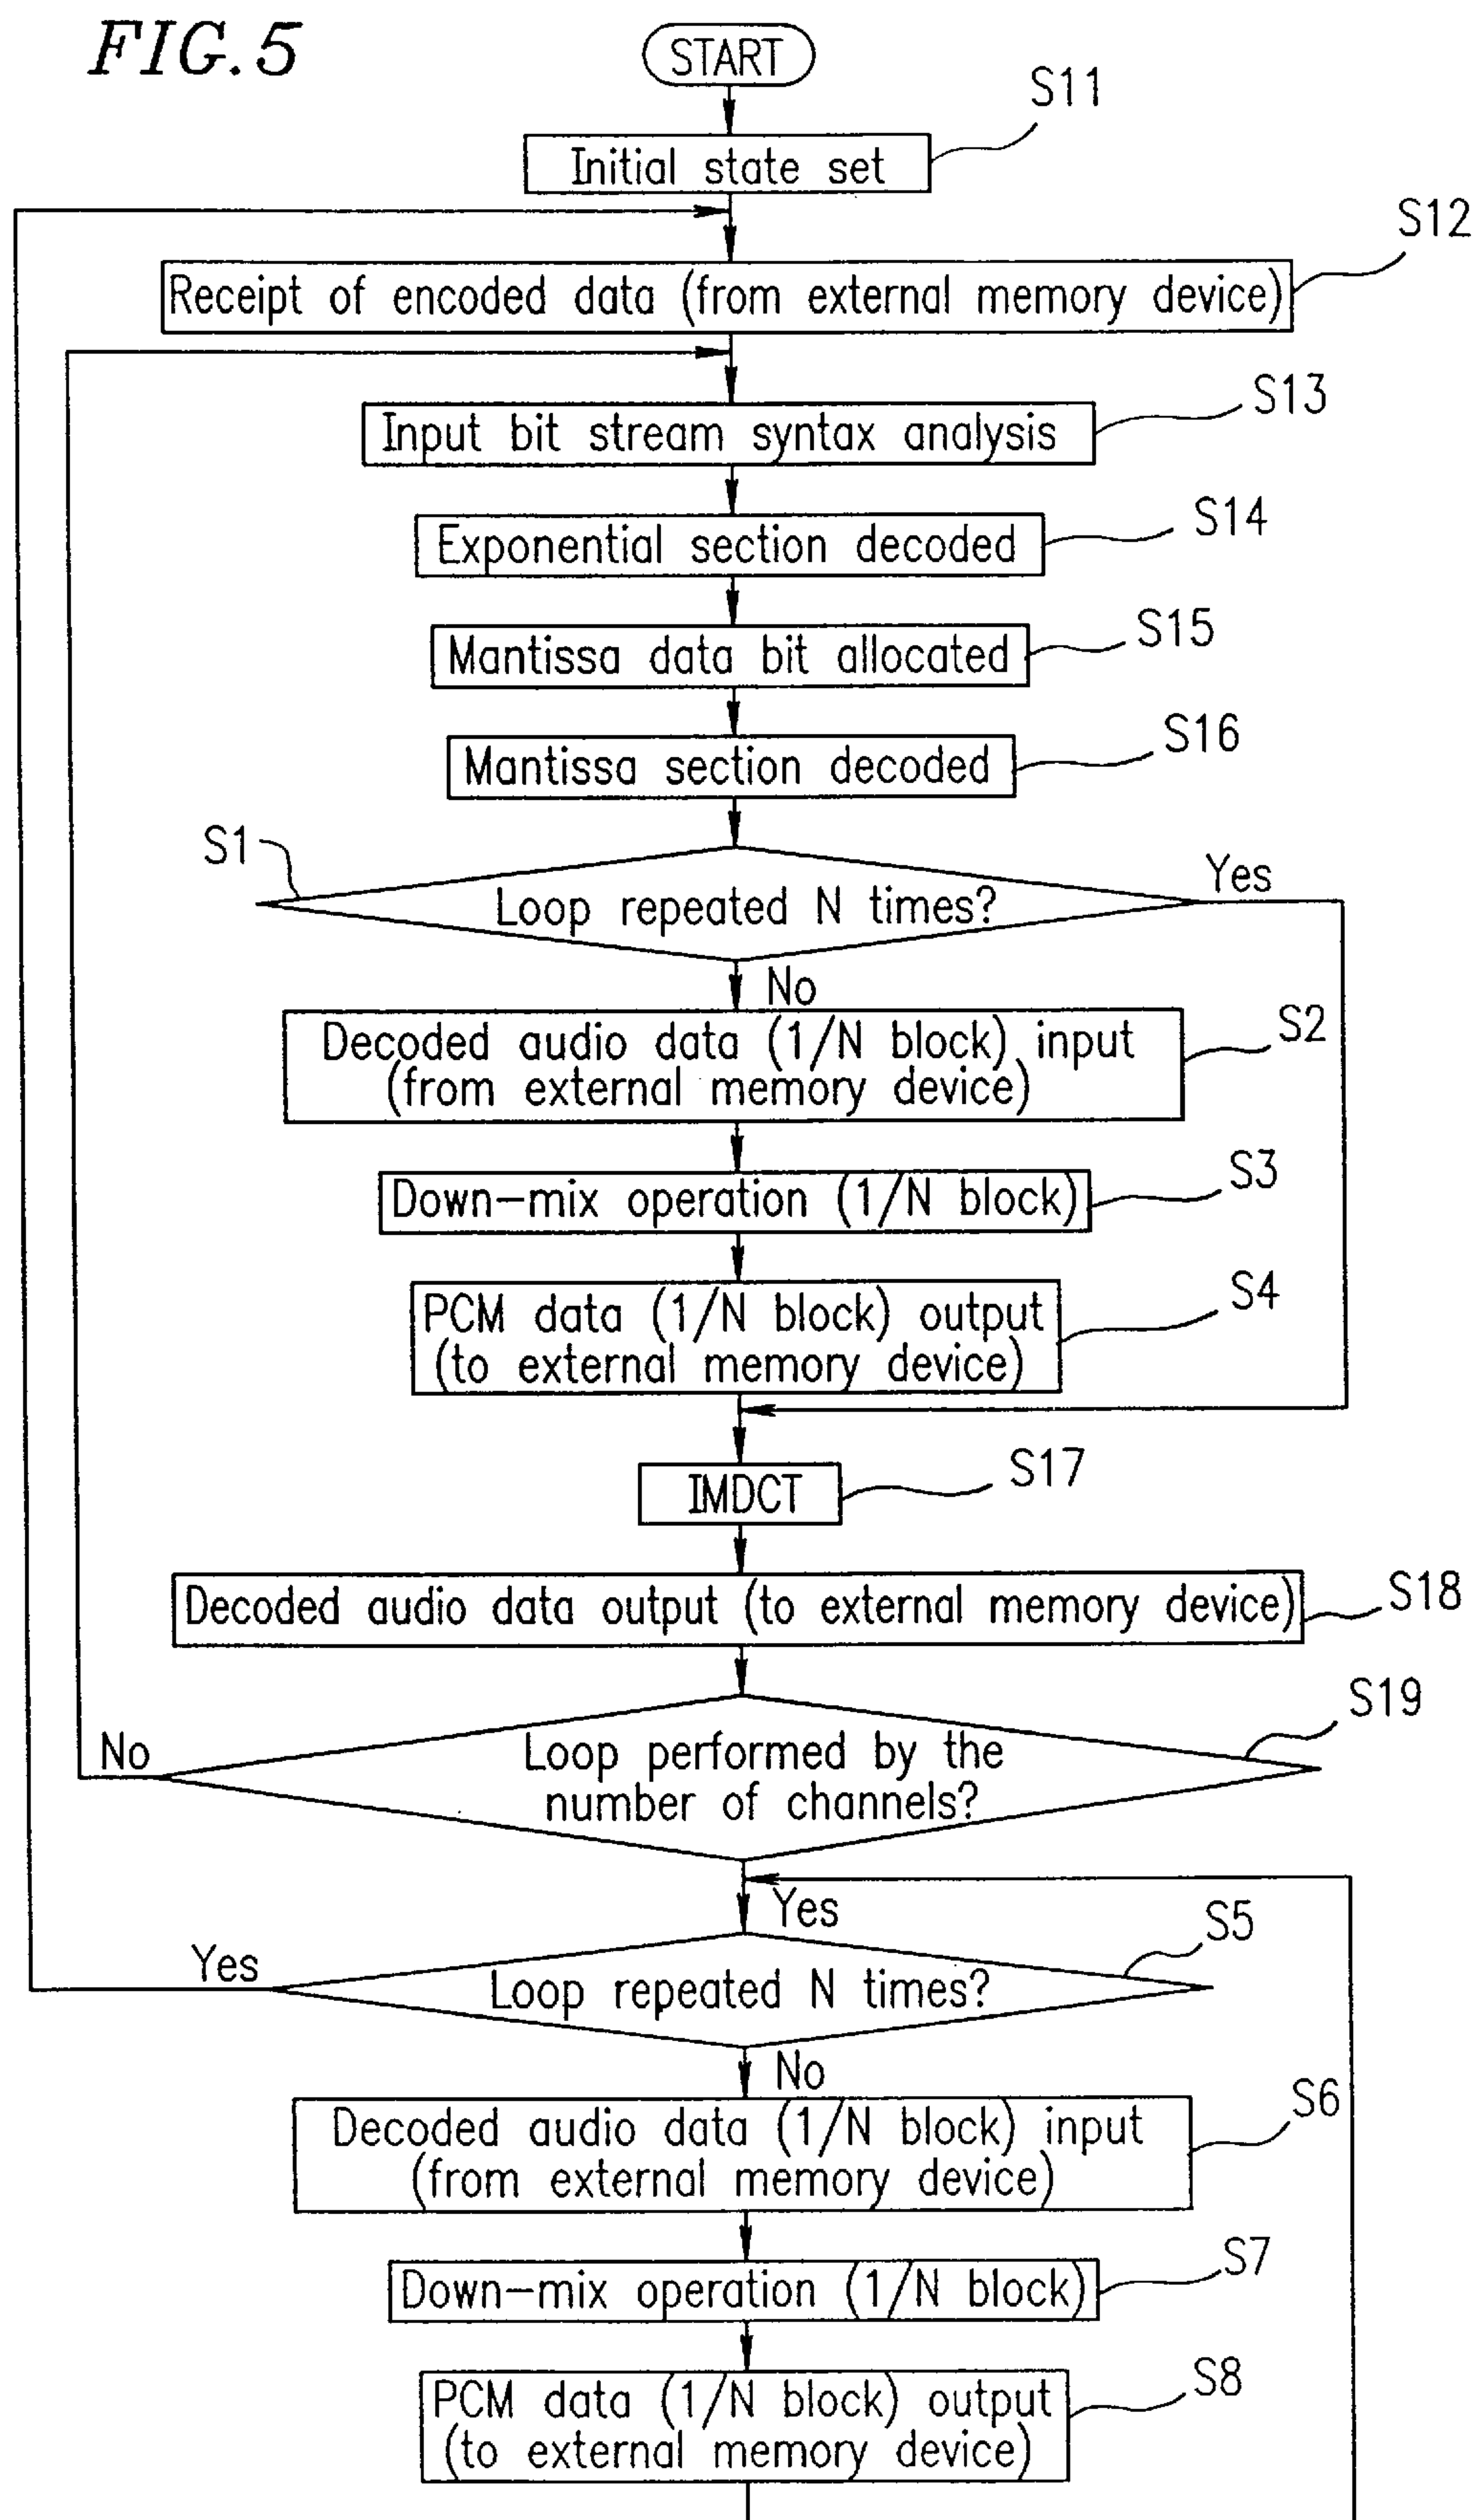 FIG.5
START
S11
Initial state set
S12
Receipt of encoded data (from external memory device)
S13
Input bit stream syntax analysis
S14
Exponential section decoded
S15
Mantissa data bit allocated
S16
Mantissa section decoded
S1
Yes
Loop repeated N times?
No
S2
Decoded audio data (1/N block) input
(from external memory device)
S3
Down-mix operation (1/N block)
S4
PCM data (1/N block) output
(to external memory device)
S17
IMDCT
S18
Decoded audio data output (to external memory device)
S19
No
Loop performed by the
number of channels?
Yes
S5
Yes
Loop repeated N times?
No
S6
Decoded audio data (1/N block) input
(from external memory device)
S7
Down-mix operation (1/N block)
S8
PCM data (1/N block) output
(to external memory device)